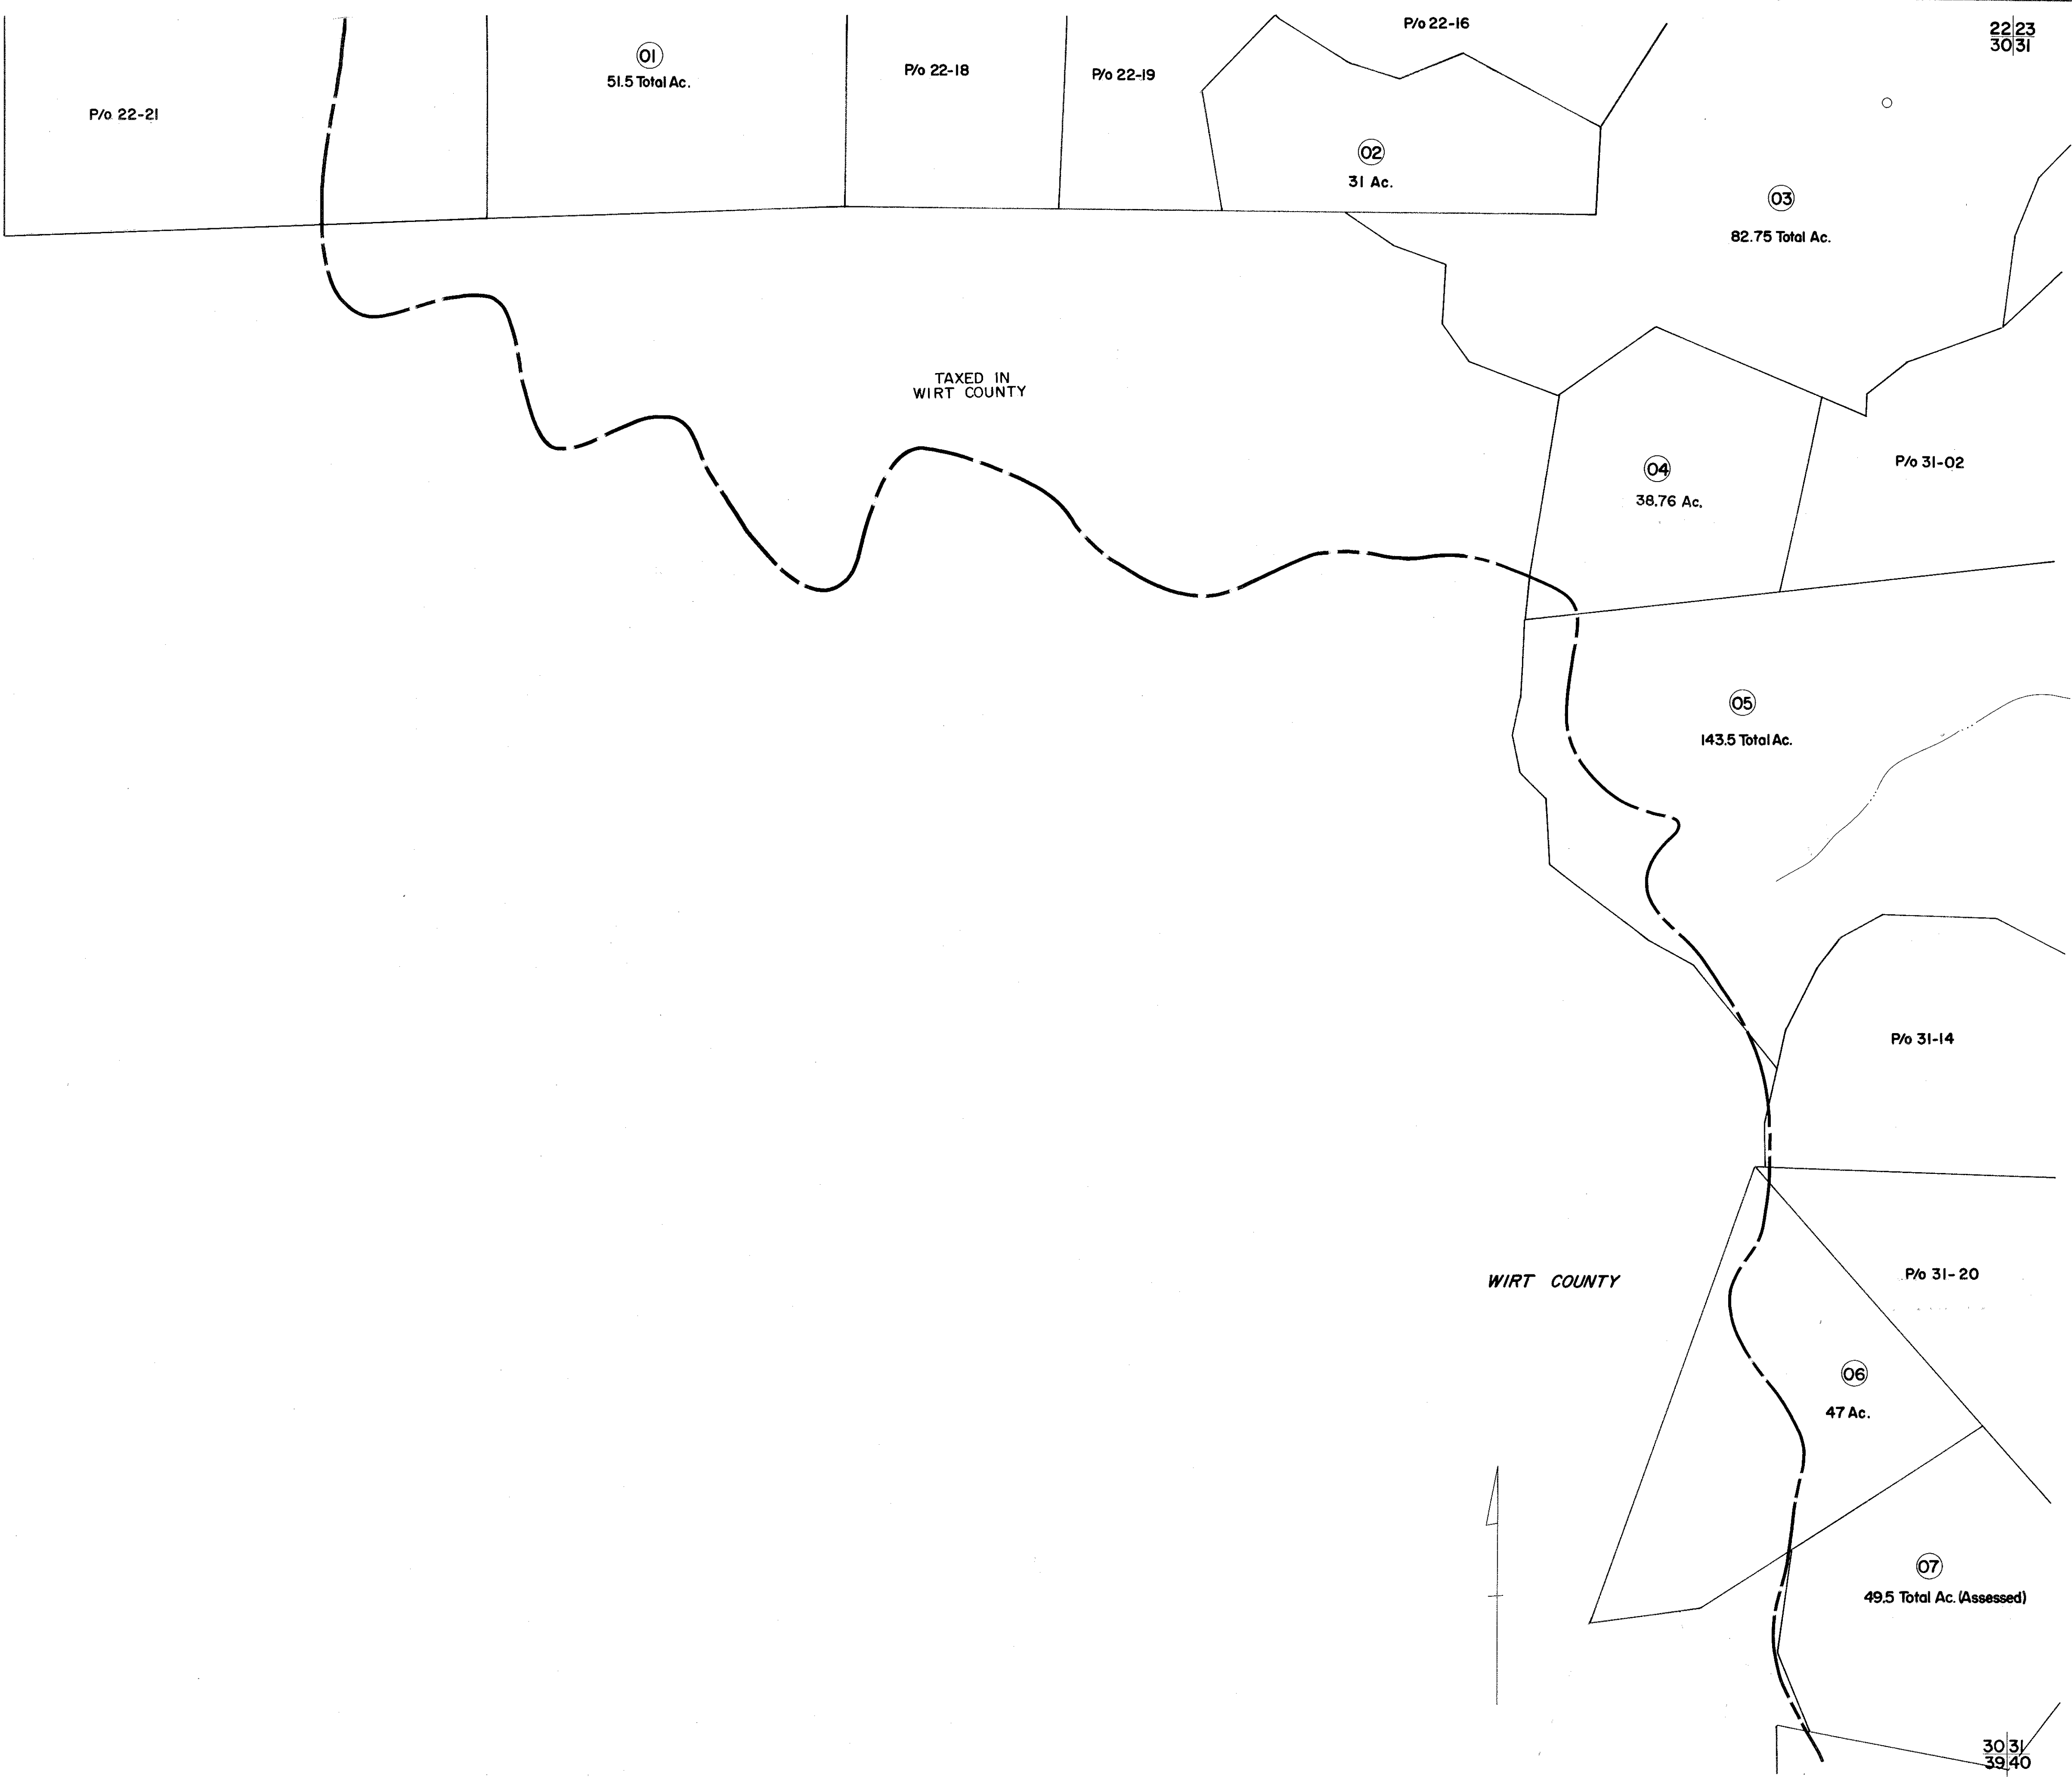 P/o 22-16
22 23
30 31
01
51.5 Total Ac.
P/o 22-18
P/o 22-19
P/o 22-21
02
31 Ac.
03
82.75 Total Ac.
TAXED IN
WIRT COUNTY
04
38.76 Ac.
P/o 31-02
05
143.5 Total Ac.
P/o 31-14
WIRT COUNTY
P/o 31-20
06
47 Ac.
07
49.5 Total Ac. (Assessed)
30 31
39 40